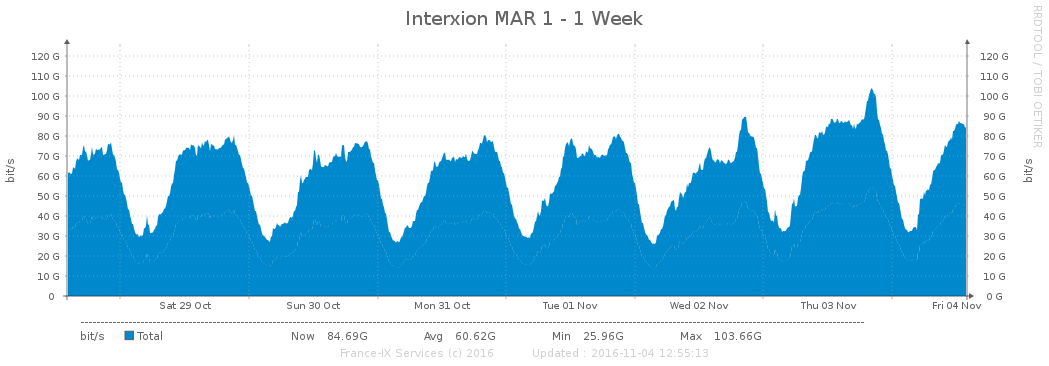 Interxion MAR 1 - 1 Week
RRDTOOL / TOBI OETIKER
bit/s
120 G 120 G
110 G 110 G
100 G 100 G
90 G 90 G
80 G 80 G
70 G 70 G
60 G 60 G
50 G 50 G
40 G 40 G
30 G 30 G
20 G 20 G
10 G 10 G
0 0 G
bit/s
Sat 29 Oct Sun 30 Oct Mon 31 Oct Tue 01 Nov Wed 02 Nov Thu 03 Nov Fri 04 Nov
bit/s Total Now 84.69G Avg 60.62G Min 25.96G Max 103.66G
France-IX Services (c) 2016 Updated : 2016-11-04 12:55:13